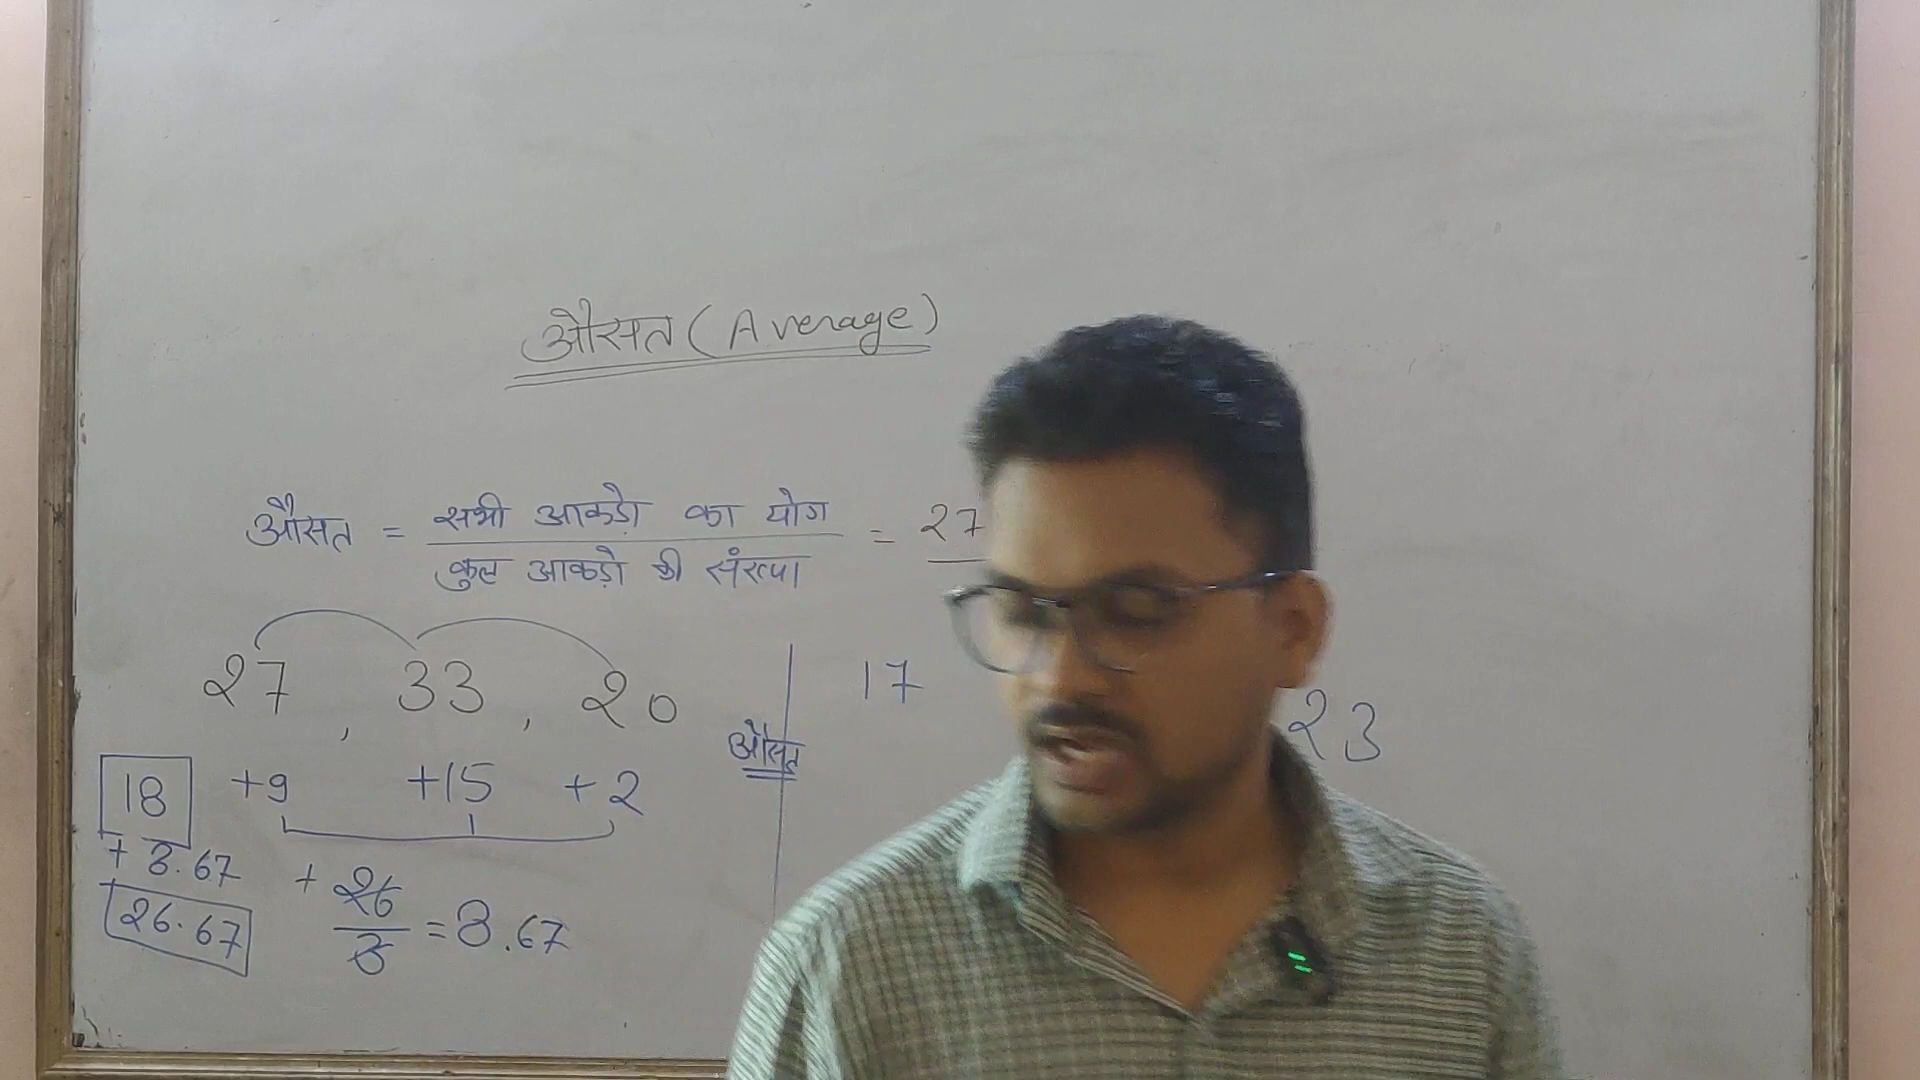 औसत (Average)
औसत = सभी आकडो का योग / कुल आकड़ो की संख्या = 27
27 , 33 , 20
17
23
औसत
18 +9 +15 +2
+ 8.67
26.67
+ 26/3 = 8.67